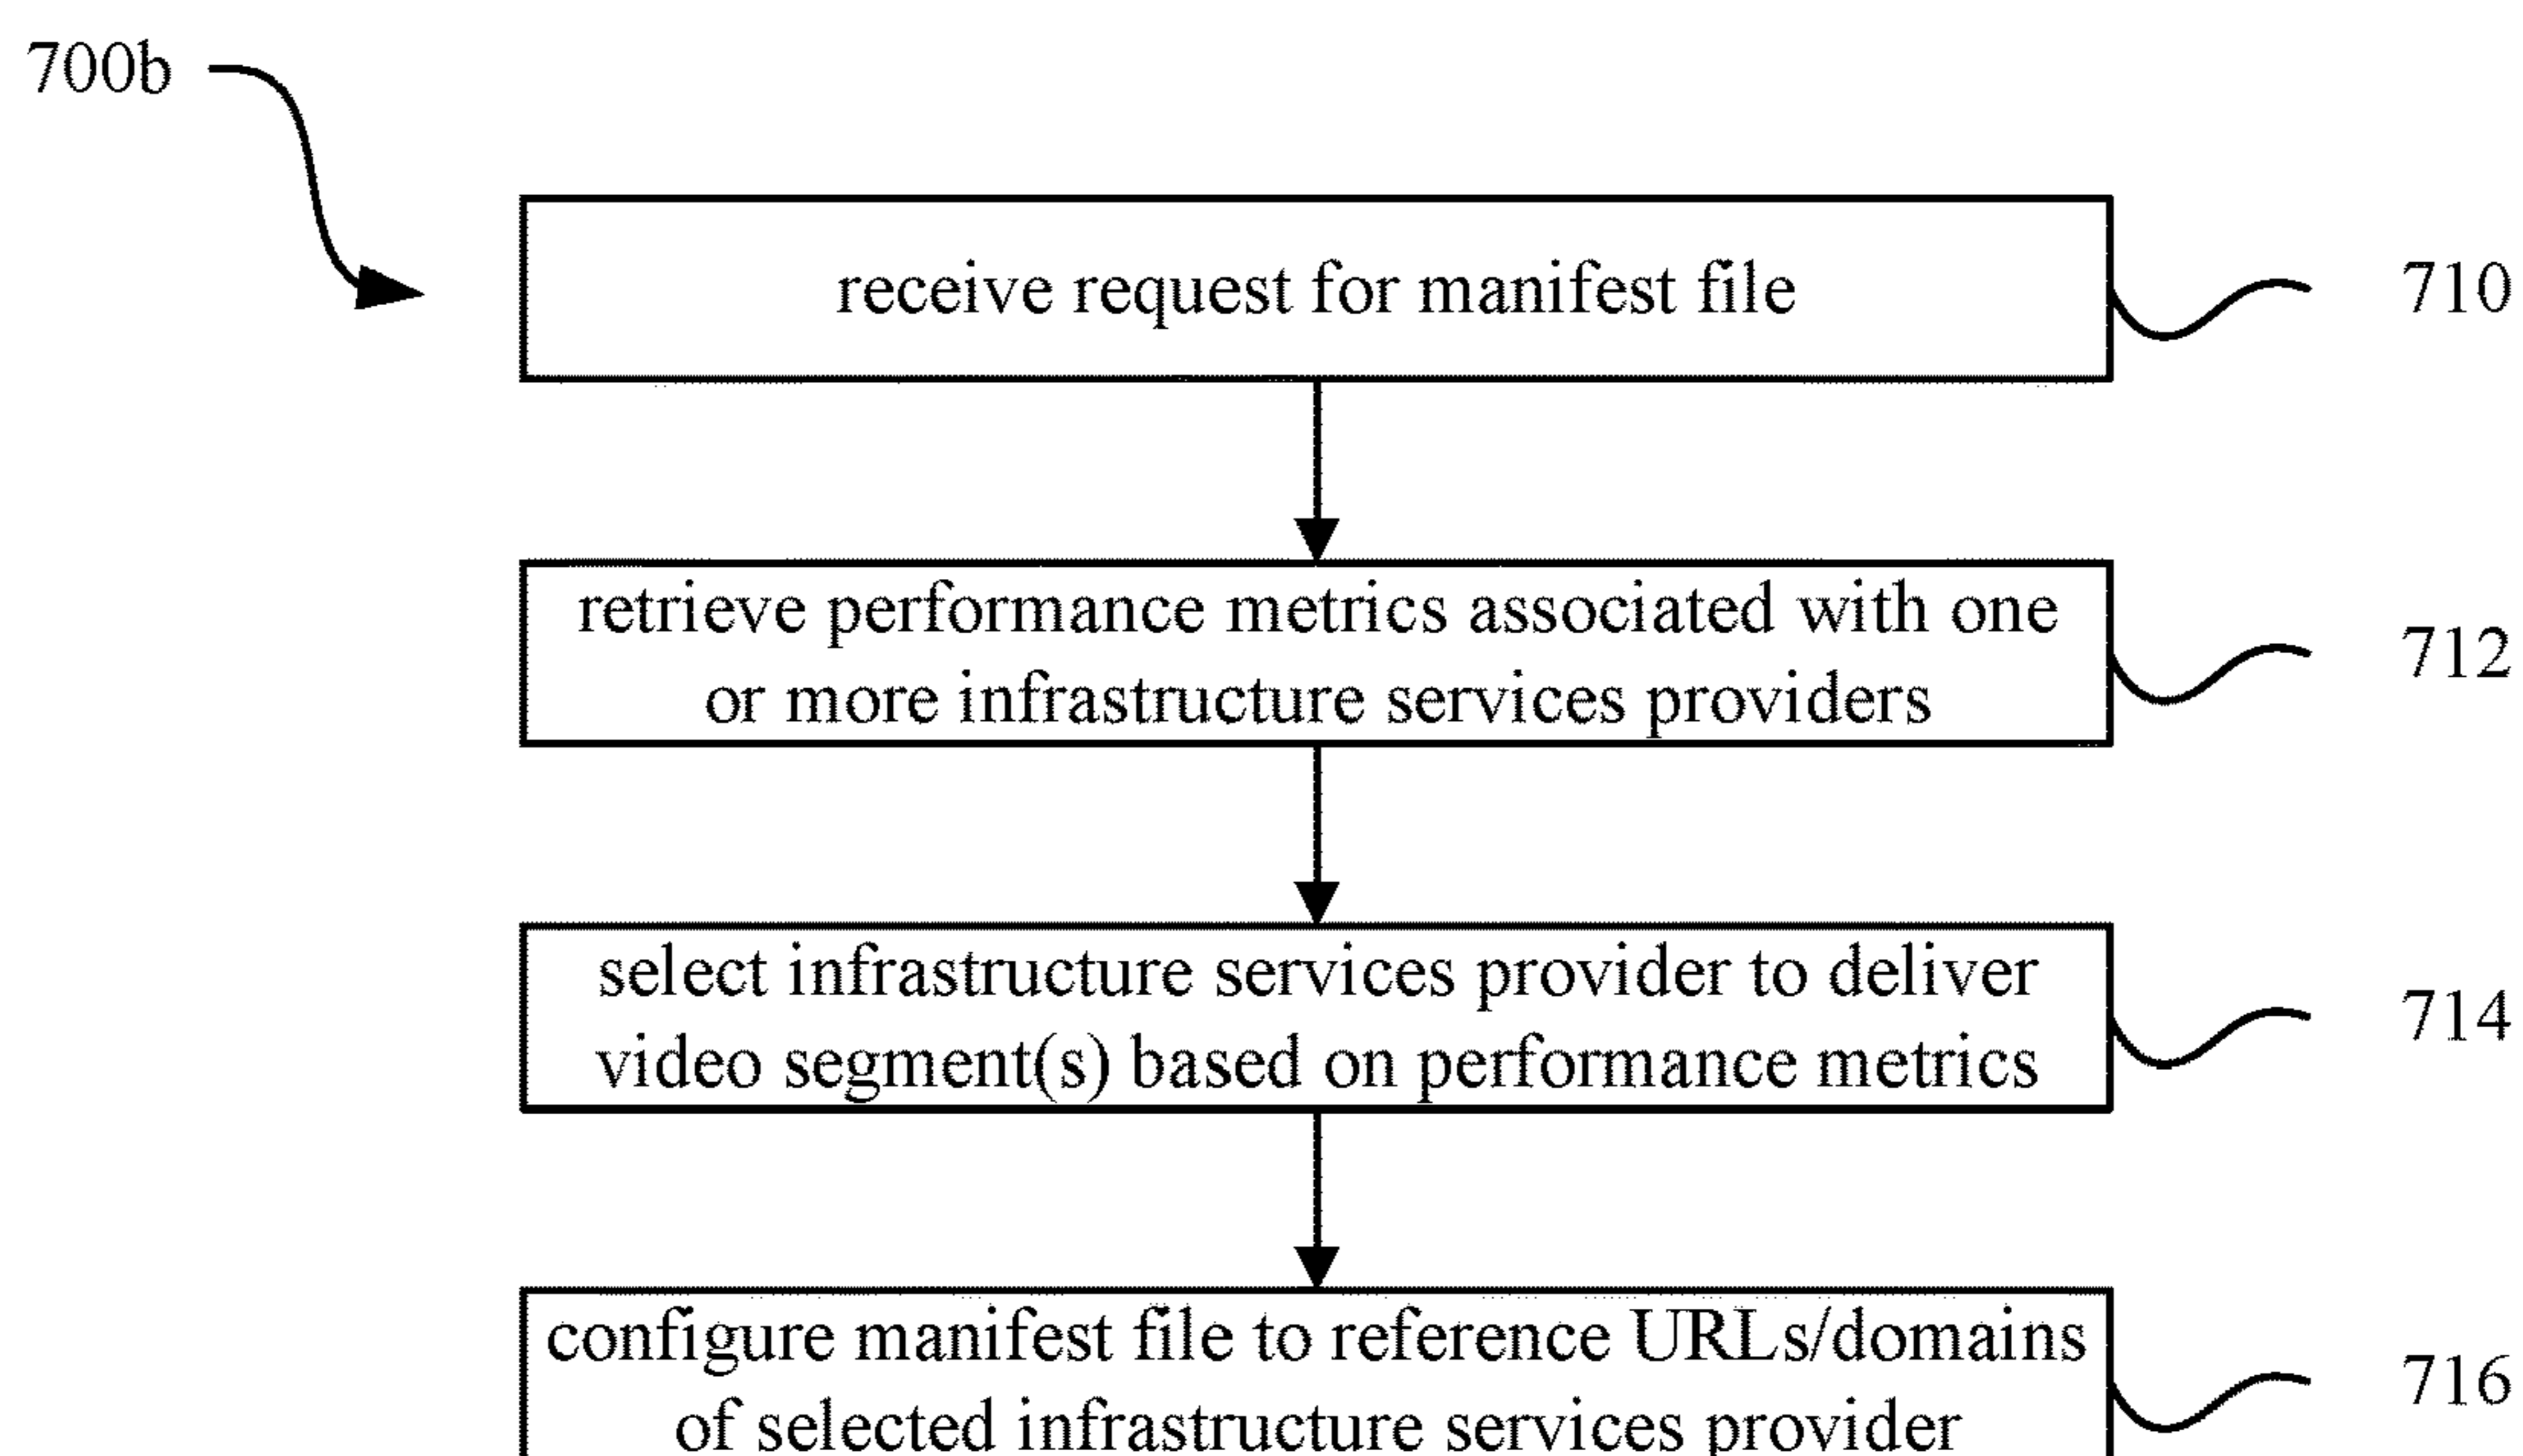 700b
receive request for manifest file
710
retrieve performance metrics associated with one
or more infrastructure services providers
712
select infrastructure services provider to deliver
video segment(s) based on performance metrics
714
configure manifest file to reference URLs/domains
of selected infrastructure services provider
716